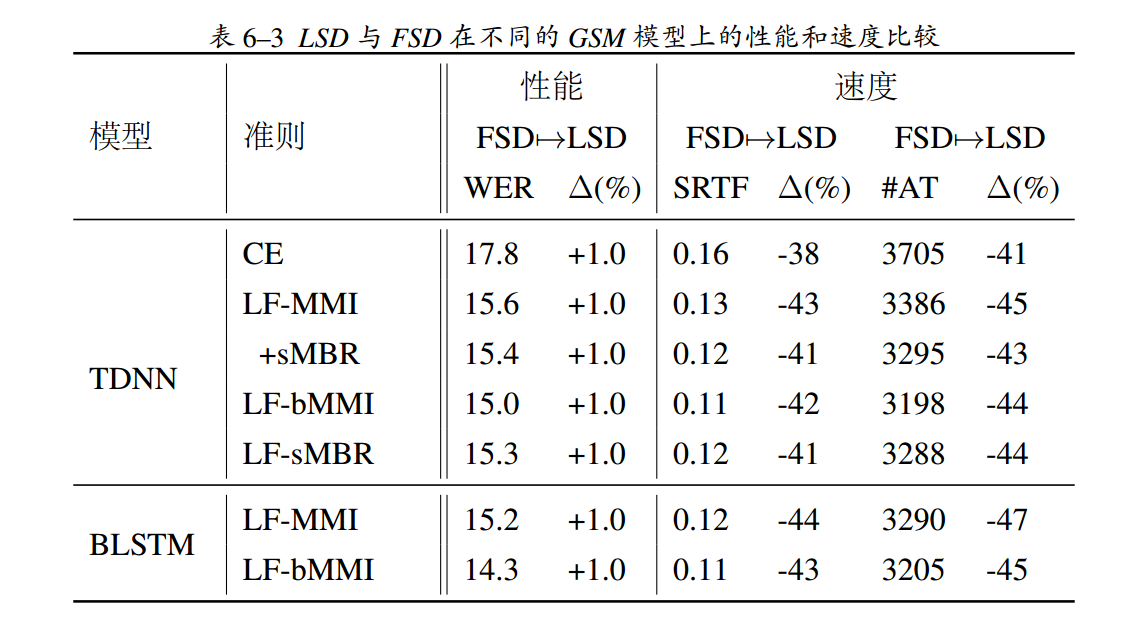 表 6–3 LSD 与 FSD 在不同的 GSM 模型上的性能和速度比较
模型 准则 性能 速度
FSD↦LSD FSD↦LSD FSD↦LSD
WER Δ(%) SRTF Δ(%) #AT Δ(%)
TDNN
CE 17.8 +1.0 0.16 -38 3705 -41
LF-MMI 15.6 +1.0 0.13 -43 3386 -45
+sMBR 15.4 +1.0 0.12 -41 3295 -43
LF-bMMI 15.0 +1.0 0.11 -42 3198 -44
LF-sMBR 15.3 +1.0 0.12 -41 3288 -44
BLSTM
LF-MMI 15.2 +1.0 0.12 -44 3290 -47
LF-bMMI 14.3 +1.0 0.11 -43 3205 -45